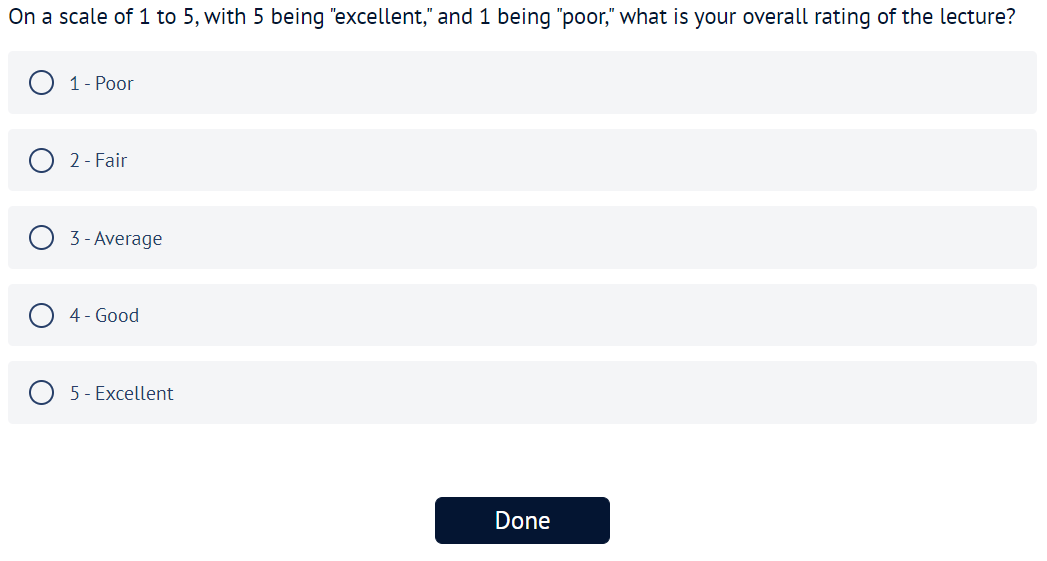 On a scale of 1 to 5, with 5 being "excellent," and 1 being "poor," what is your overall rating of the lecture?
1 - Poor
2 - Fair
3 - Average
4 - Good
5 - Excellent
Done